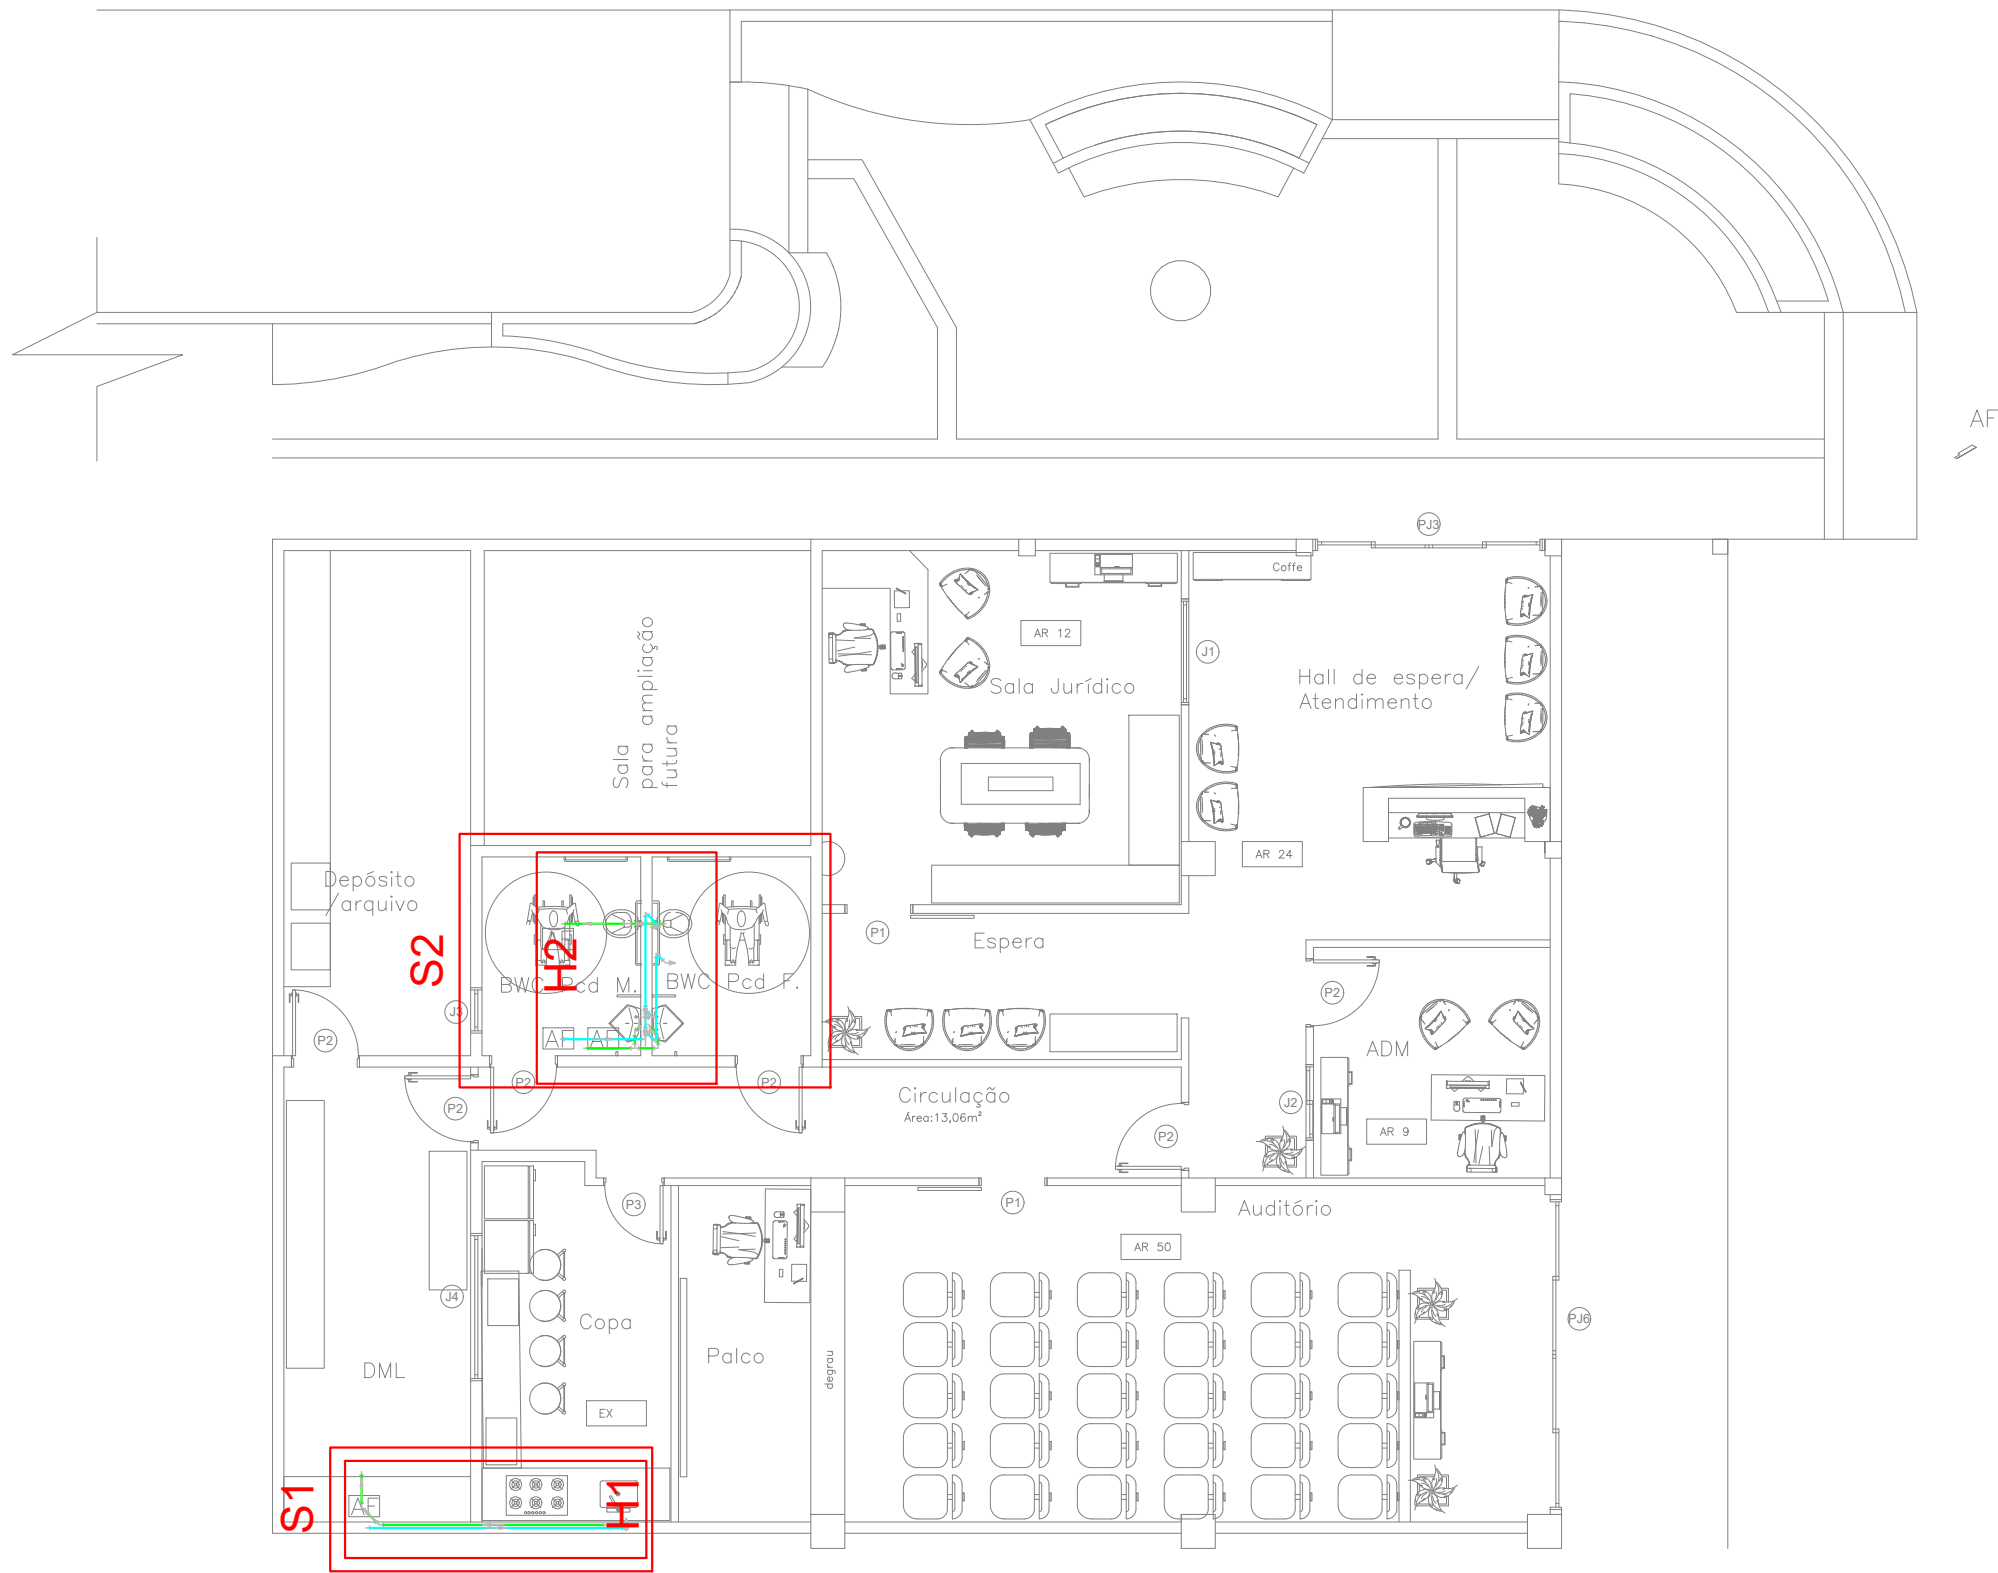 AF
PJ3
Coffe
AR 12
J1
Sala Jurídico
Hall de espera/
Atendimento
Sala
para ampliação
futura
AR 24
Depósito
/arquivo
P1
Espera
S2
H2
BWC Pcd M.
BWC Pcd F.
P2
J3
AF
AF
P2
ADM
P2
P2
P2
P2
Circulação
Área:13,06m²
J2
AR 9
P2
P3
P1
Auditório
AR 50
J4
Copa
PJ6
DML
Palco
degrau
EX
S1
AF
H1